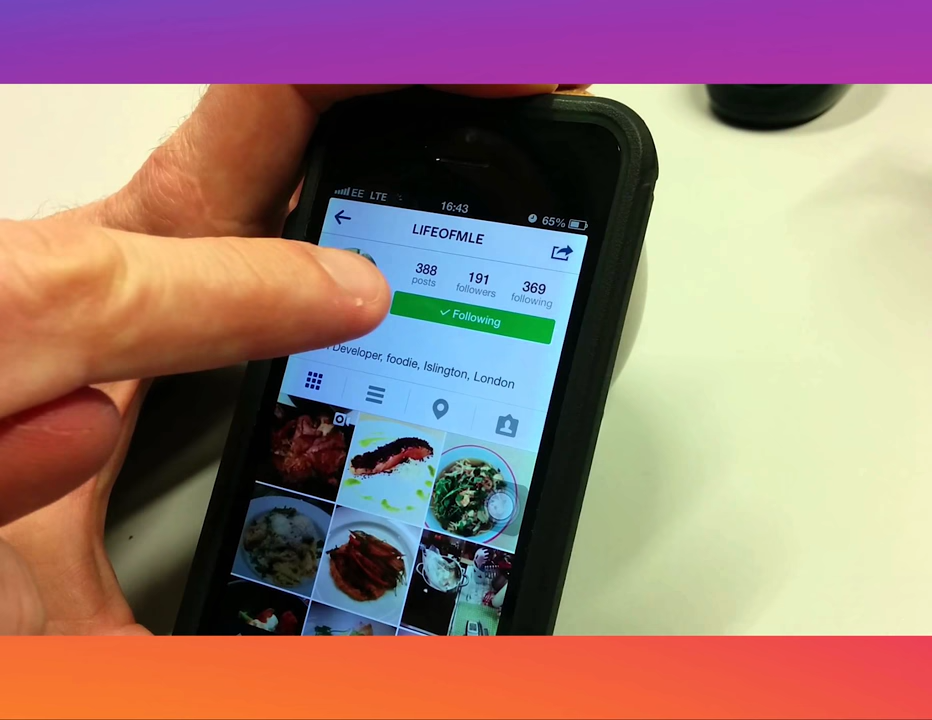 EE LTE 16:43 65%
LIFEOFMLE
388 191 369
posts followers following
✓ Following
Developer, foodie, Islington, London